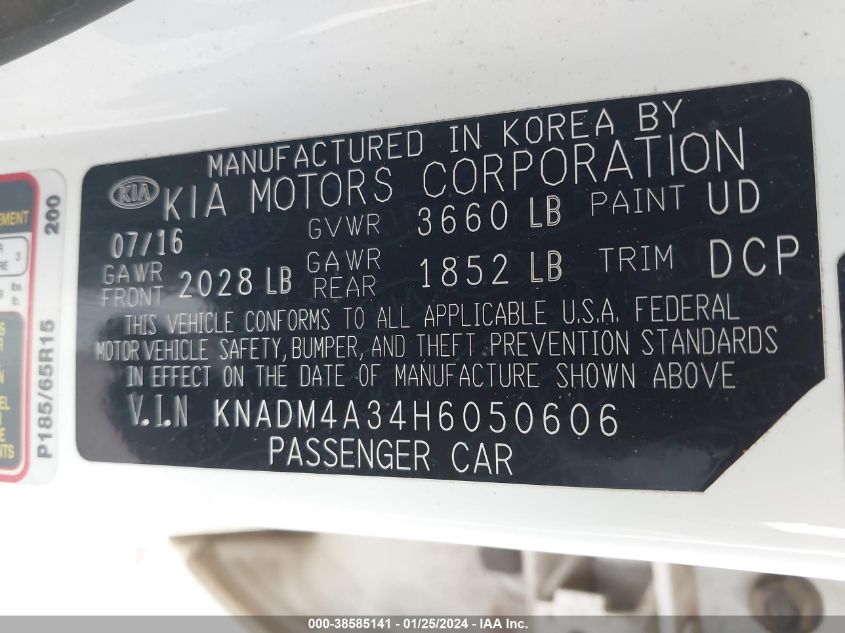 MANUFACTURED IN KOREA BY
KIA KIA MOTORS CORPORATION
07/16 GVWR 3660 LB PAINT UD
GAWR FRONT 2028 LB GAWR REAR 1852 LB TRIM DCP
THIS VEHICLE CONFORMS TO ALL APPLICABLE U.S.A. FEDERAL
MOTOR VEHICLE SAFETY, BUMPER, AND THEFT PREVENTION STANDARDS
IN EFFECT ON THE DATE OF MANUFACTURE SHOWN ABOVE
V.I.N KNADM4A34H6050606
PASSENGER CAR
P185/65R15 200
3
000-38585141 - 01/25/2024 - IAA Inc.